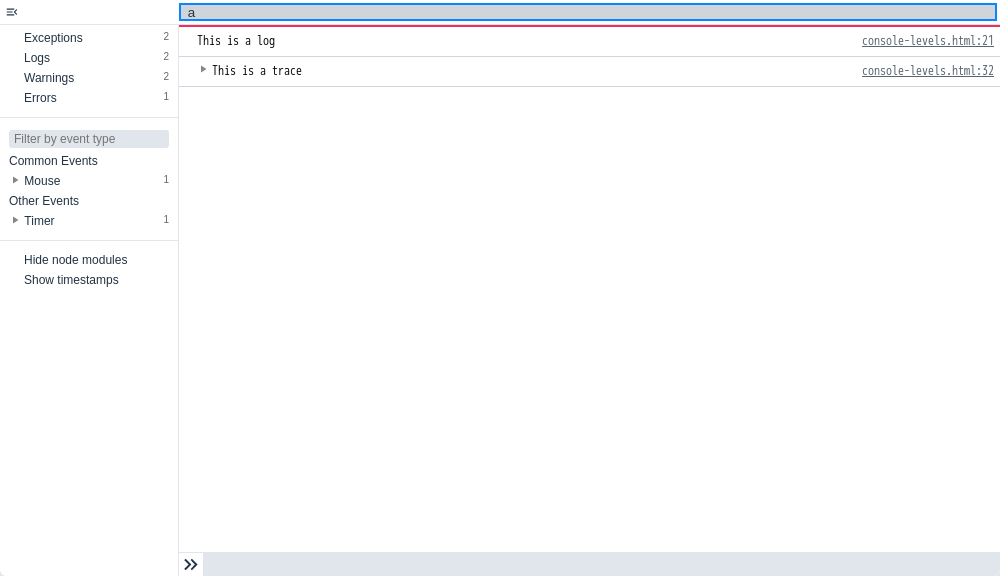 a
Exceptions 2
Logs 2
Warnings 2
Errors 1
Filter by event type
Common Events
Mouse 1
Other Events
Timer 1
Hide node modules
Show timestamps
This is a log console-levels.html:21
This is a trace console-levels.html:32